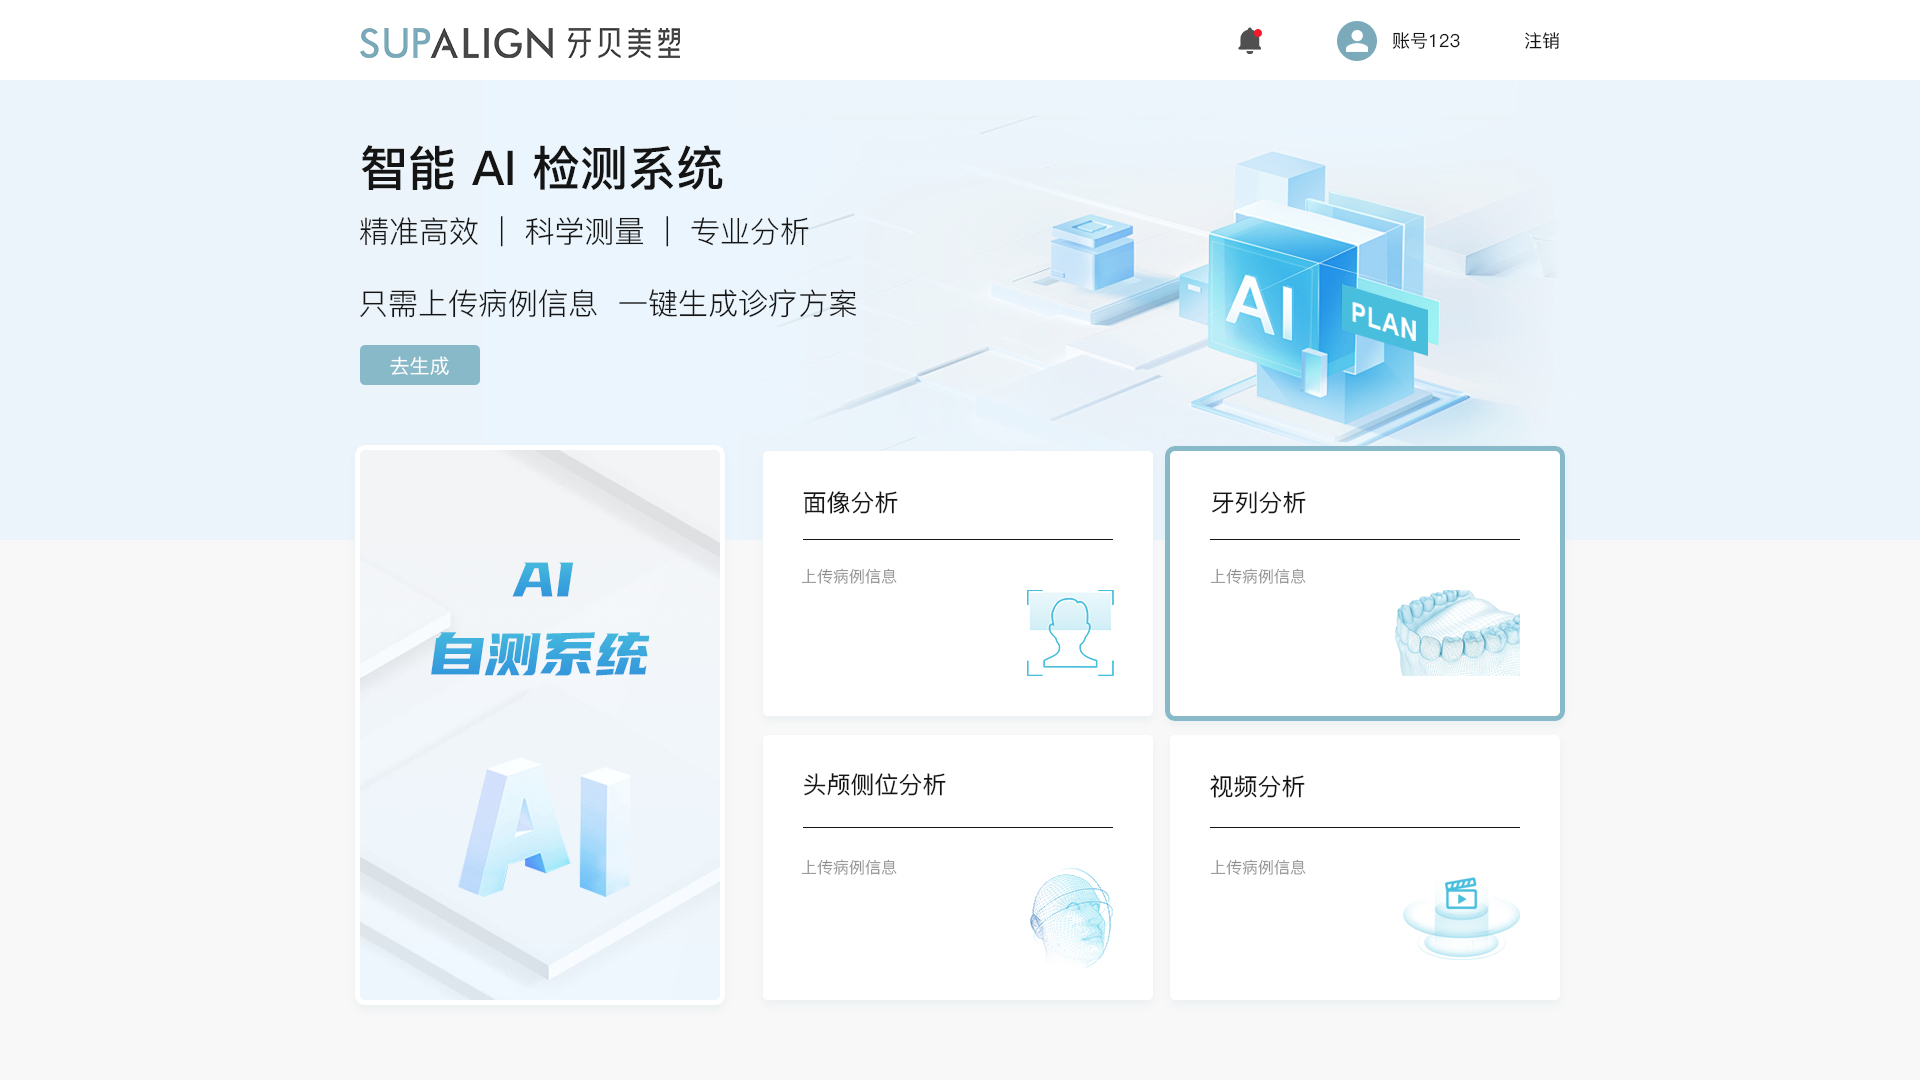 SUPALIGN 牙贝美塑
账号123
注销
智能 AI 检测系统
精准高效 | 科学测量 | 专业分析
只需上传病例信息 一键生成诊疗方案
去生成
AI
PLAN
AI
自测系统
AI
面像分析
上传病例信息
牙列分析
上传病例信息
头颅侧位分析
上传病例信息
视频分析
上传病例信息